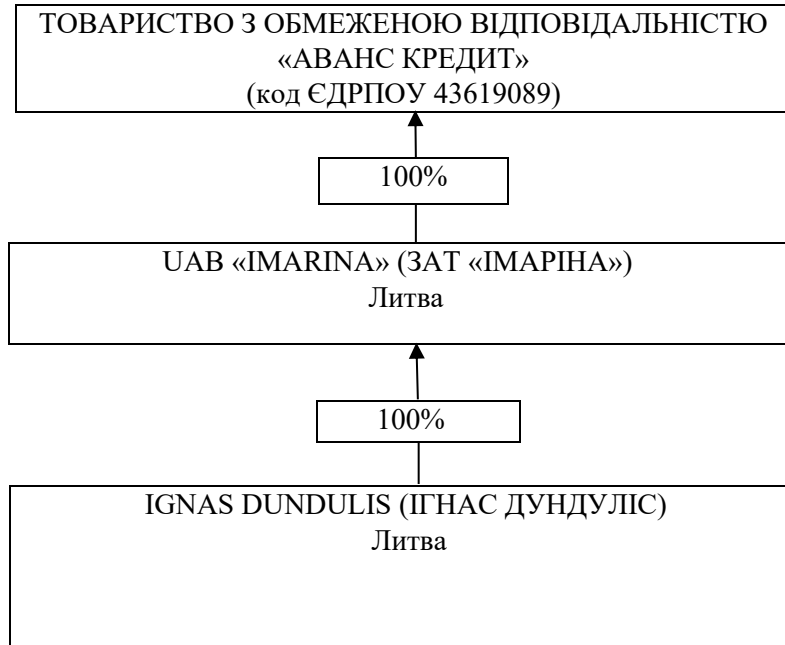 ТОВАРИСТВО З ОБМЕЖЕНОЮ ВІДПОВІДАЛЬНІСТЮ
«АВАНС КРЕДИТ»
(код ЄДРПОУ 43619089)
100%
UAB «IMARINA» (ЗАТ «ІМАРІНА»)
Литва
100%
IGNAS DUNDULIS (ІГНАС ДУНДУЛІС)
Литва